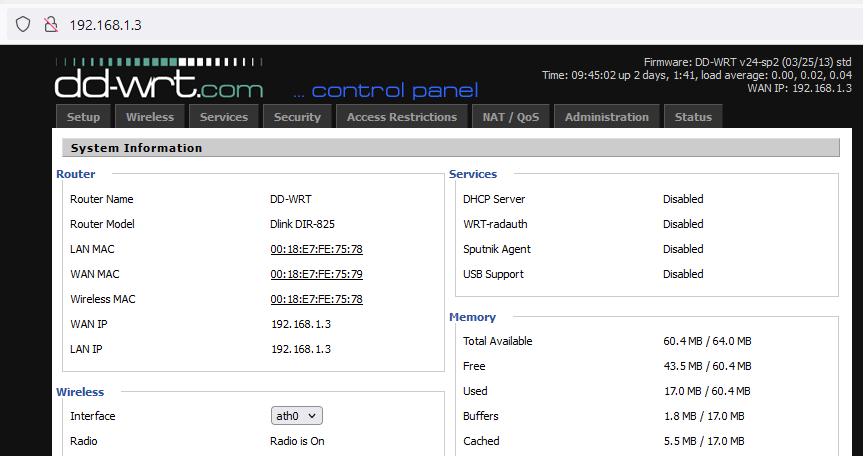 192.168.1.3
Firmware: DD-WRT v24-sp2 (03/25/13) std
Time: 09:45:02 up 2 days, 1:41, load average: 0.00, 0.02, 0.04
WAN IP: 192.168.1.3
dd-wrt.com ... control panel
Setup Wireless Services Security Access Restrictions NAT / QoS Administration Status
System Information
Router
Router Name DD-WRT
Router Model Dlink DIR-825
LAN MAC 00:18:E7:FE:75:78
WAN MAC 00:18:E7:FE:75:79
Wireless MAC 00:18:E7:FE:75:78
WAN IP 192.168.1.3
LAN IP 192.168.1.3
Wireless
Interface ath0
Radio Radio is On
Services
DHCP Server Disabled
WRT-radauth Disabled
Sputnik Agent Disabled
USB Support Disabled
Memory
Total Available 60.4 MB / 64.0 MB
Free 43.5 MB / 60.4 MB
Used 17.0 MB / 60.4 MB
Buffers 1.8 MB / 17.0 MB
Cached 5.5 MB / 17.0 MB